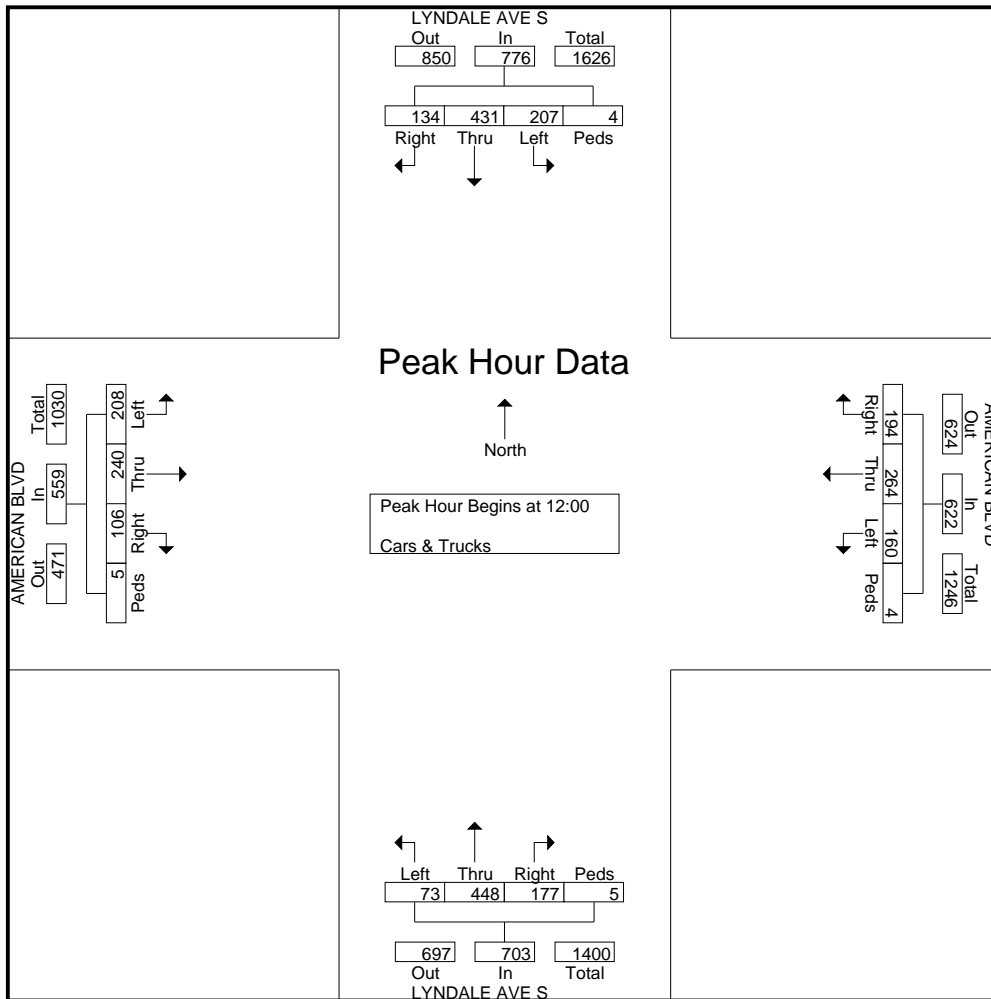 LYNDALE AVE S
Out In Total
850 776 1626
134 431 207 4
Right Thru Left Peds
Peak Hour Data
North
Peak Hour Begins at 12:00
Cars & Trucks
AMERICAN BLVD
Out In Total
471 559 1030
208 240 106 5
Left Thru Right Peds
AMERICAN BLVD
Out In Total
624 622 1246
194 264 160 4
Right Thru Left Peds
Left Thru Right Peds
73 448 177 5
697 703 1400
Out In Total
LYNDALE AVE S